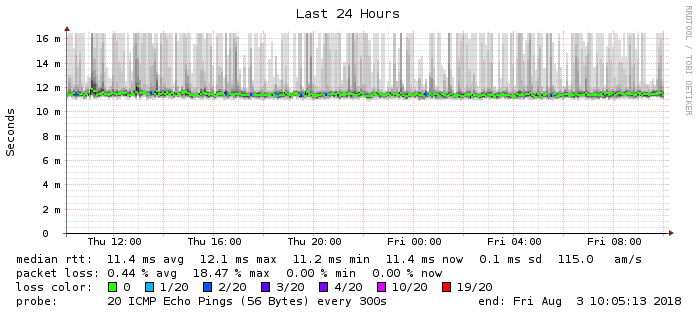 Last 24 Hours
RRDTOOL / TOBI OETIKER
Seconds
16 m
14 m
12 m
10 m
8 m
6 m
4 m
2 m
0
Thu 12:00 Thu 16:00 Thu 20:00 Fri 00:00 Fri 04:00 Fri 08:00
median rtt: 11.4 ms avg 12.1 ms max 11.2 ms min 11.4 ms now 0.1 ms sd 115.0 am/s
packet loss: 0.44 % avg 18.47 % max 0.00 % min 0.00 % now
loss color: 0 1/20 2/20 3/20 4/20 10/20 19/20
probe: 20 ICMP Echo Pings (56 Bytes) every 300s end: Fri Aug 3 10:05:13 2018